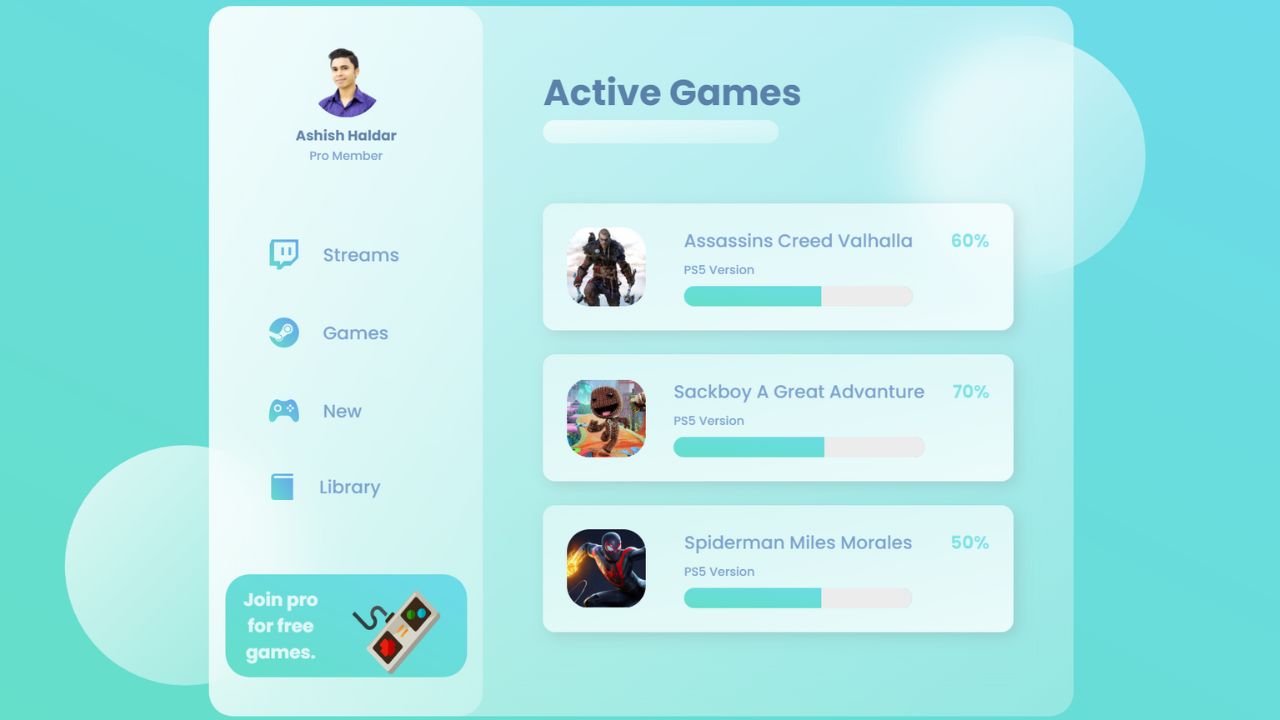 Ashish Haldar
Pro Member
Streams
Games
New
Library
Join pro
for free
games.
Active Games
Assassins Creed Valhalla
60%
PS5 Version
Sackboy A Great Advanture
70%
PS5 Version
Spiderman Miles Morales
50%
PS5 Version